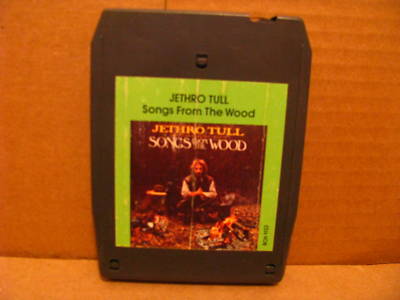 JETHRO TULL
Songs From The Wood
JETHRO TULL
SONGS FROM THE WOOD